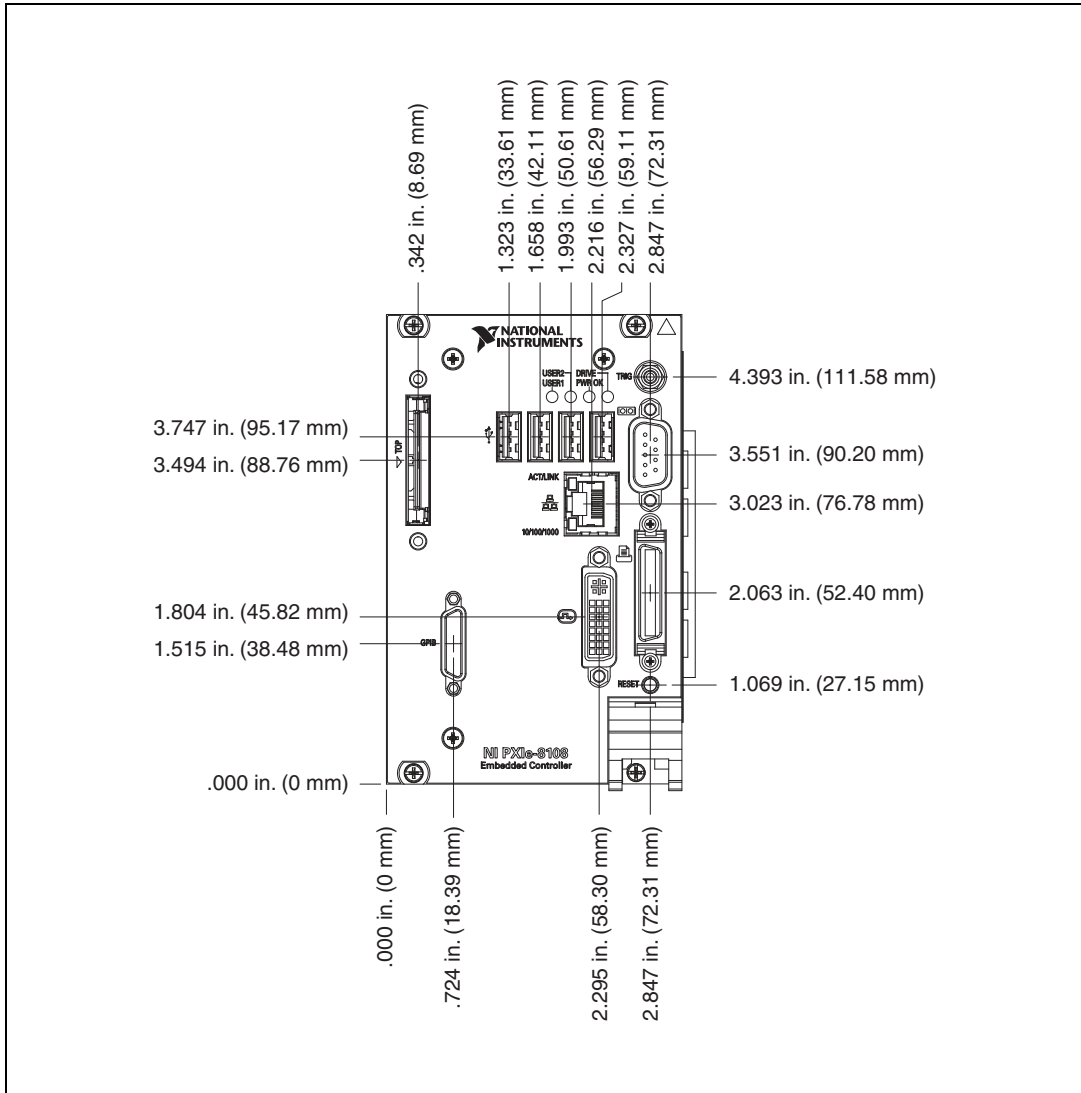 .342 in. (8.69 mm)
1.323 in. (33.61 mm)
1.658 in. (42.11 mm)
1.993 in. (50.61 mm)
2.216 in. (56.29 mm)
2.327 in. (59.11 mm)
2.847 in. (72.31 mm)
NATIONAL
INSTRUMENTS
USER2 DRIVE
USER1 PWR OK
TRIG
4.393 in. (111.58 mm)
3.747 in. (95.17 mm)
3.494 in. (88.76 mm)
TOP
3.551 in. (90.20 mm)
ACT/LINK
3.023 in. (76.78 mm)
10/100/1000
2.063 in. (52.40 mm)
1.804 in. (45.82 mm)
1.515 in. (38.48 mm)
GPIB
RESET
1.069 in. (27.15 mm)
NI PXIe-8108
Embedded Controller
.000 in. (0 mm)
.000 in. (0 mm)
.724 in. (18.39 mm)
2.295 in. (58.30 mm)
2.847 in. (72.31 mm)